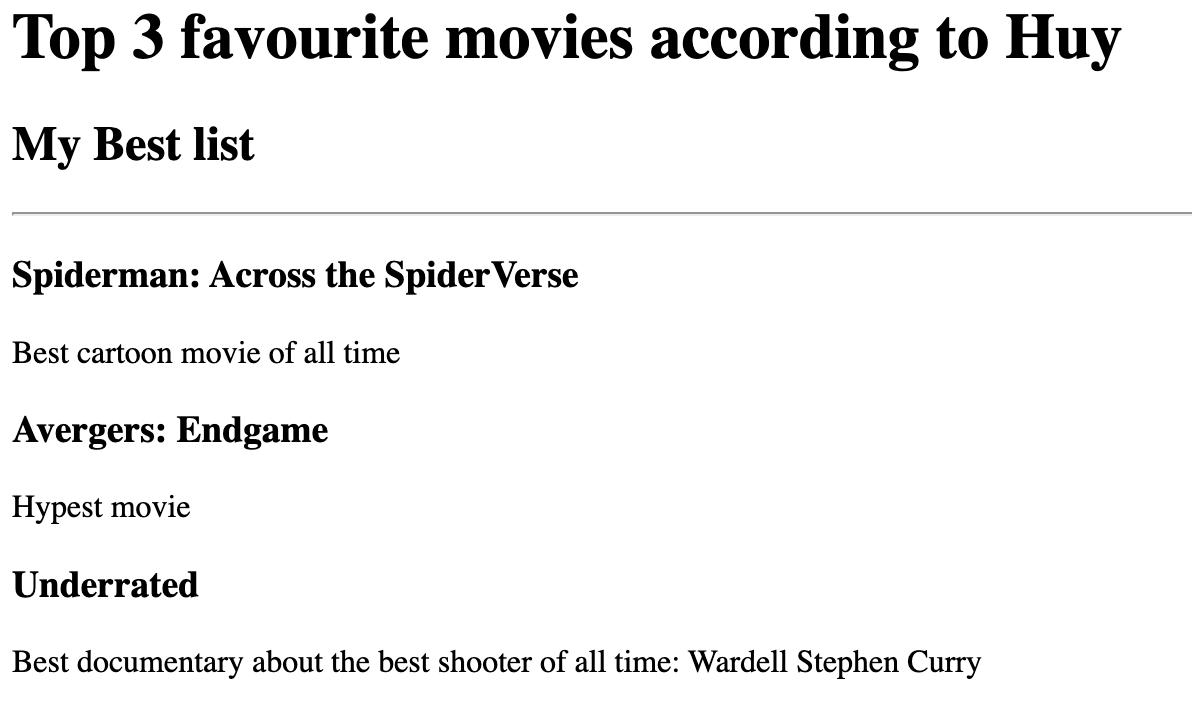 Top 3 favourite movies according to Huy
My Best list
Spiderman: Across the SpiderVerse
Best cartoon movie of all time
Avergers: Endgame
Hypest movie
Underrated
Best documentary about the best shooter of all time: Wardell Stephen Curry